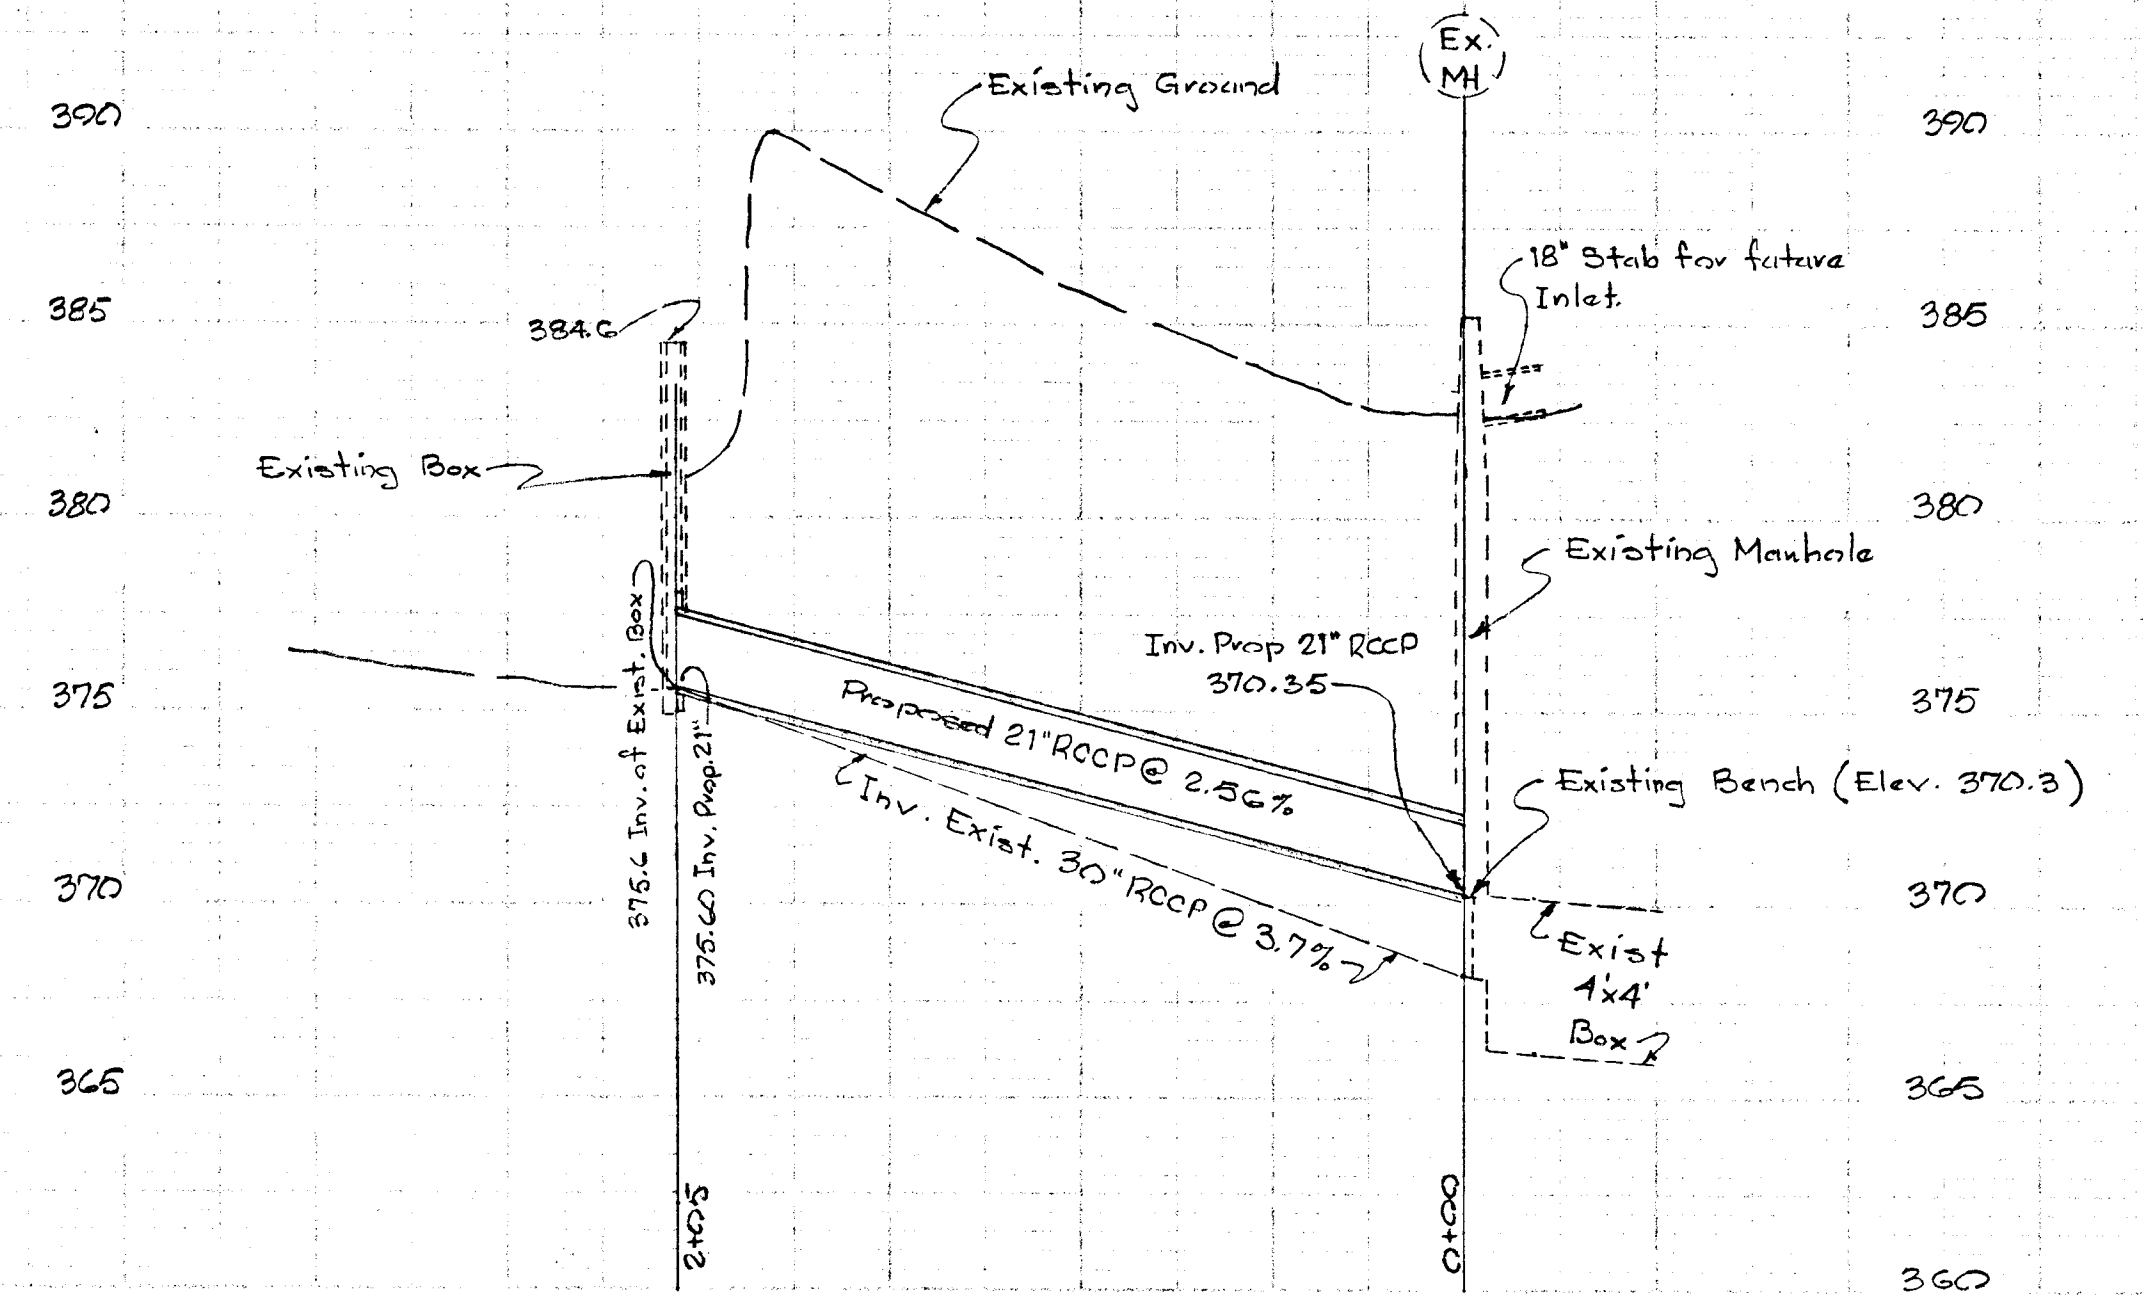 Ex.
MH
Existing Ground
390
390
18" Stab for future
Inlet.
385
384.6
385
Existing Box
380
380
Existing Manhole
Inv. Prop 21" RCCP
370.35
375
375
Proposed 21" RCCP @ 2.56%
Inv. Exist. 30" RCCP @ 3.7%
375.6 Inv. of Exist. Box
375.60 Inv. Prop. 21"
Existing Bench (Elev. 370.3)
370
370
Exist
4'x4'
Box
365
365
2+05
0+00
360